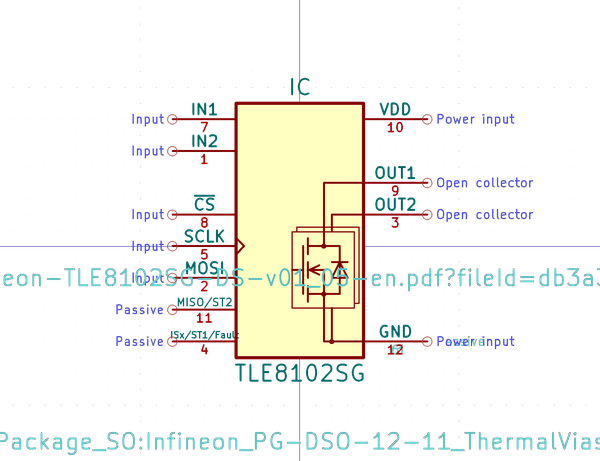 IC
Input IN1 7
VDD 10 Power input
Input IN2 1
OUT1 9 Open collector
Input CS 8
OUT2 3 Open collector
Input SCLK 5
Input MOSI 2
eon-TLE8102SG-DS-v01_05-en.pdf?fileId=db3a3
Passive MISO/ST2 11
Passive ISx/ST1/Fault 4
GND 12 Power input
TLE8102SG
Package_SO:Infineon_PG-DSO-12-11_ThermalVias